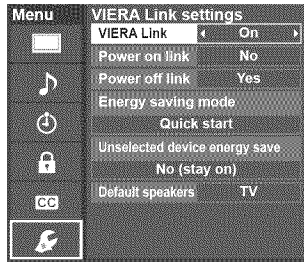 Menu
VIERA Link settings
VIERA Link On
Power on link No
Power off link Yes
Energy saving mode
Quick start
Unselected device energy save
No (stay on)
Default speakers TV
CC